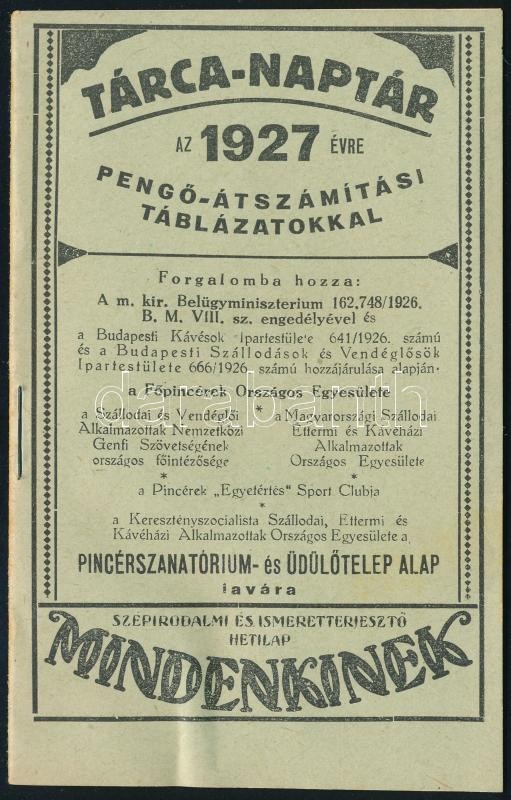 TÁRCA-NAPTÁR
AZ 1927 ÉVRE
PENGŐ-ÁTSZÁMÍTÁSI
TÁBLÁZATOKKAL
Forgalomba hozza:
A m. kir. Belügyminiszterium 162.748/1926.
B. M. VIII. sz. engedélyével és
a Budapesti Kávésok Ipartestülete 641/1926. számú
és a Budapesti Szállodások és Vendéglősök
Ipartestülete 666/1926. számú hozzájárulása alapján
a Főpincérek Országos Egyesülete
*
a Szállodai és Vendéglői
Alkalmazottak Nemzetközi
Genfi Szövetségének
országos főintézősége
*
a Magyarországi Szállodai
Éttermi és Kávéházi
Alkalmazottak
Országos Egyesülete
*
a Pincérek „Egyetértés" Sport Clubja
*
a Keresztényszocialista Szállodai, Éttermi és
Kávéházi Alkalmazottak Országos Egyesülete a
PINCÉRSZANATÓRIUM- és ÜDÜLŐTELEP ALAP
javára
SZÉPIRODALMI ÉS ISMERETTERJESZTŐ
HETILAP
MINDENKINEK
darabanth